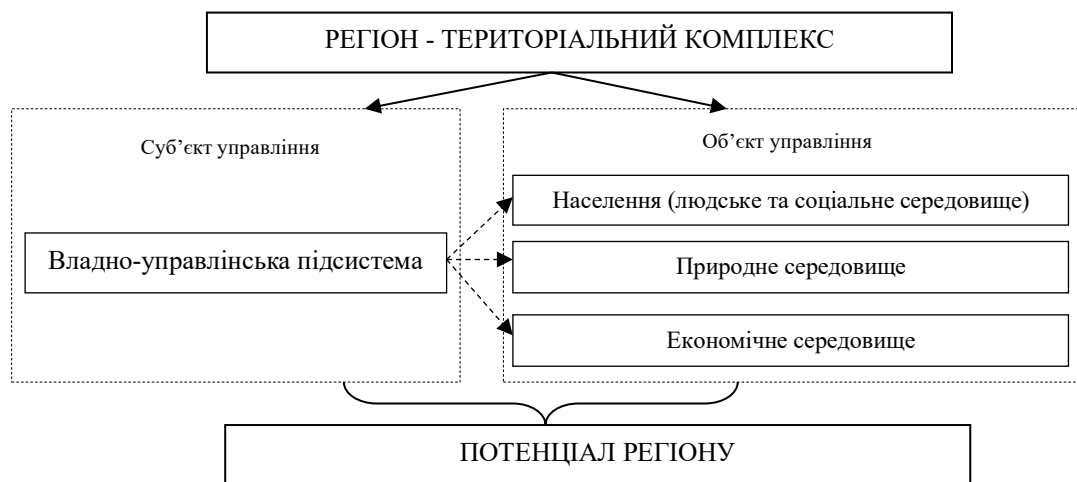 РЕГІОН - ТЕРИТОРІАЛЬНИЙ КОМПЛЕКС
Суб’єкт управління
Об’єкт управління
Населення (людське та соціальне середовище)
Владно-управлінська підсистема
Природне середовище
Економічне середовище
ПОТЕНЦІАЛ РЕГІОНУ